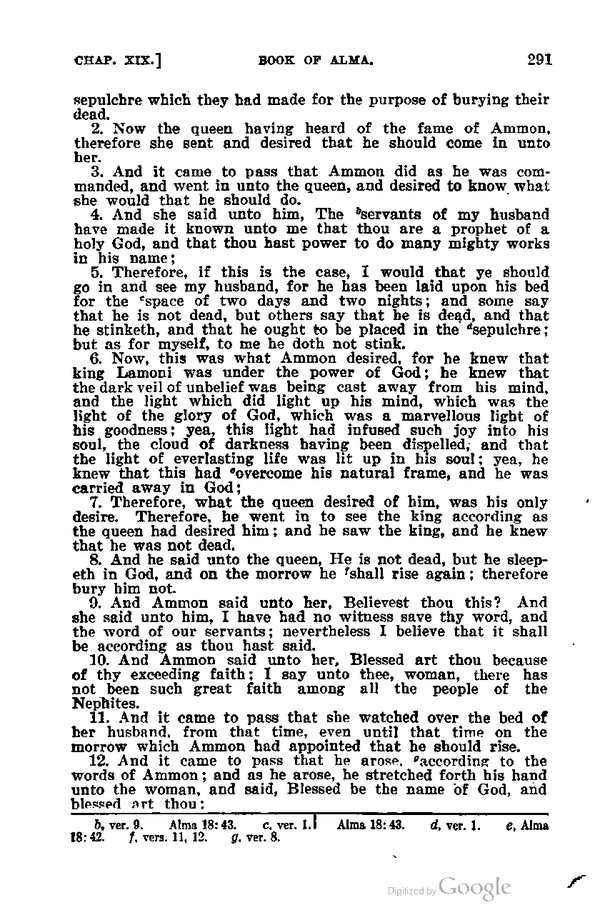 CHAP. XIX.] BOOK OF ALMA. 291
sepulchre which they had made for the purpose of burying their
dead.
2. Now the queen having heard of the fame of Ammon,
therefore she sent and desired that he should come in unto
her.
3. And it came to pass that Ammon did as he was com-
manded, and went in unto the queen, and desired to know what
she would that he should do.
4. And she said unto him, The bservants of my husband
have made it known unto me that thou are a prophet of a
holy God, and that thou hast power to do many mighty works
in his name;
5. Therefore, if this is the case, I would that ye should
go in and see my husband, for he has been laid upon his bed
for the cspace of two days and two nights; and some say
that he is not dead, but others say that he is dead, and that
he stinketh, and that he ought to be placed in the dsepulchre;
but as for myself, to me he doth not stink.
6. Now, this was what Ammon desired, for he knew that
king Lamoni was under the power of God; he knew that
the dark veil of unbelief was being cast away from his mind,
and the light which did light up his mind, which was the
light of the glory of God, which was a marvellous light of
his goodness; yea, this light had infused such joy into his
soul, the cloud of darkness having been dispelled, and that
the light of everlasting life was lit up in his soul; yea, he
knew that this had eovercome his natural frame, and he was
carried away in God;
7. Therefore, what the queen desired of him, was his only
desire. Therefore, he went in to see the king according as
the queen had desired him; and he saw the king, and he knew
that he was not dead.
8. And he said unto the queen, He is not dead, but he sleep-
eth in God, and on the morrow he fshall rise again; therefore
bury him not.
9. And Ammon said unto her, Believest thou this? And
she said unto him, I have had no witness save thy word, and
the word of our servants; nevertheless I believe that it shall
be according as thou hast said.
10. And Ammon said unto her, Blessed art thou because
of thy exceeding faith; I say unto thee, woman, there has
not been such great faith among all the people of the
Nephites.
11. And it came to pass that she watched over the bed of
her husband, from that time, even until that time on the
morrow which Ammon had appointed that he should rise.
12. And it came to pass that he arose, gaccording to the
words of Ammon; and as he arose, he stretched forth his hand
unto the woman, and said, Blessed be the name of God, and
blessed art thou:
b, ver. 9. Alma 18:43. c, ver. 1. Alma 18:43. d, ver. 1. e, Alma
18:42. f, vers. 11, 12. g, ver. 8.
Digitized by Google